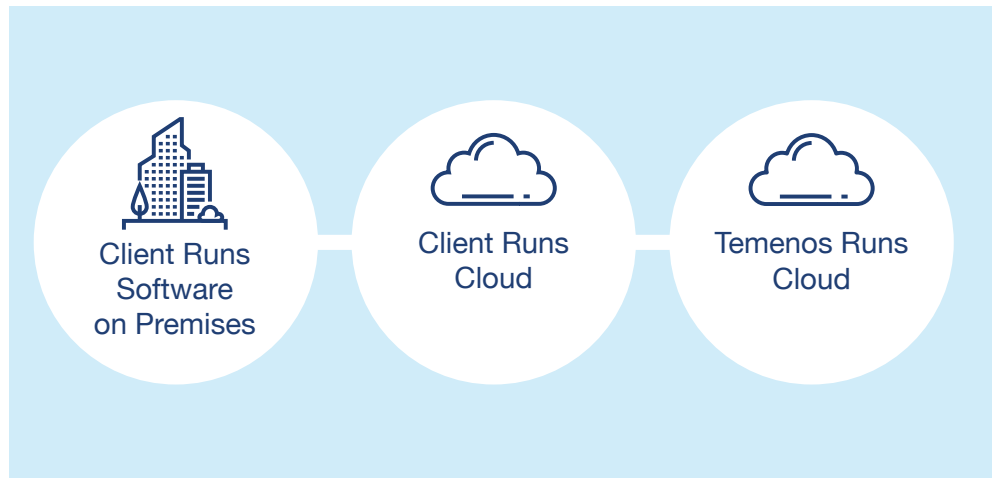 Client Runs
Software
on Premises
Client Runs
Cloud
Temenos Runs
Cloud